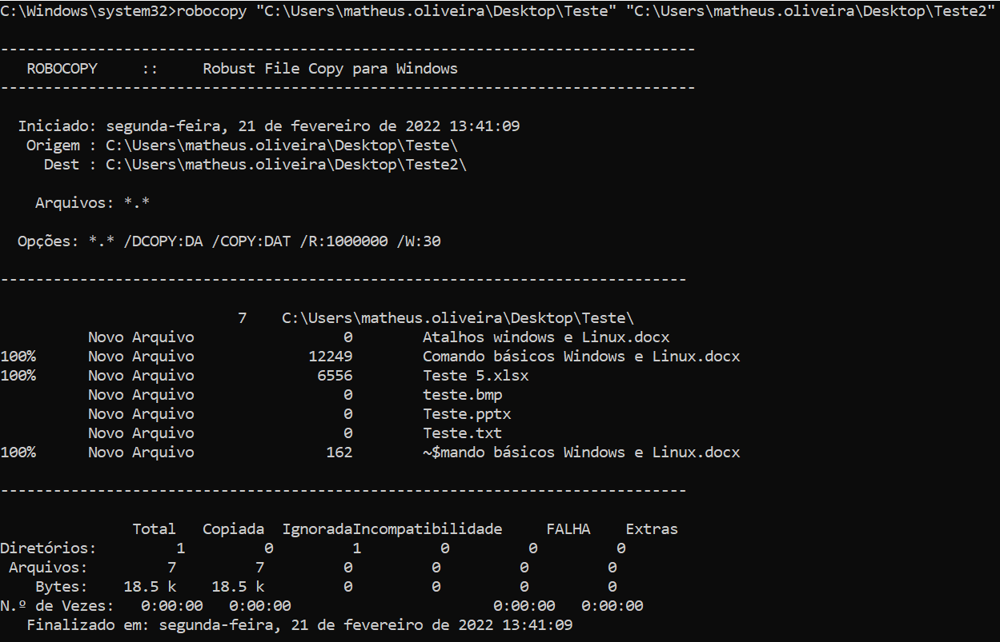 C:\Windows\system32>robocopy "C:\Users\matheus.oliveira\Desktop\Teste" "C:\Users\matheus.oliveira\Desktop\Teste2"
-------------------------------------------------------------------------------
ROBOCOPY     ::     Robust File Copy para Windows
-------------------------------------------------------------------------------
Iniciado: segunda-feira, 21 de fevereiro de 2022 13:41:09
Origem : C:\Users\matheus.oliveira\Desktop\Teste\
Dest : C:\Users\matheus.oliveira\Desktop\Teste2\
Arquivos: *.*
Opções: *.* /DCOPY:DA /COPY:DAT /R:1000000 /W:30
------------------------------------------------------------------------------
7    C:\Users\matheus.oliveira\Desktop\Teste\
Novo Arquivo    0    Atalhos windows e Linux.docx
100%    Novo Arquivo    12249    Comando básicos Windows e Linux.docx
100%    Novo Arquivo    6556    Teste 5.xlsx
Novo Arquivo    0    teste.bmp
Novo Arquivo    0    Teste.pptx
Novo Arquivo    0    Teste.txt
100%    Novo Arquivo    162    ~$mando básicos Windows e Linux.docx
------------------------------------------------------------------------------
Total   Copiada  IgnoradaIncompatibilidade     FALHA    Extras
Diretórios:    1    0    1    0    0    0
Arquivos:    7    7    0    0    0    0
Bytes:    18.5 k    18.5 k    0    0    0    0
N.º de Vezes:   0:00:00   0:00:00    0:00:00   0:00:00
Finalizado em: segunda-feira, 21 de fevereiro de 2022 13:41:09